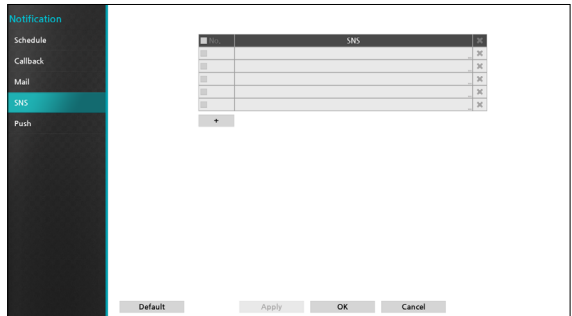 Notification
Schedule
Callback
Mail
SNS
Push
No. SNS
+
Default Apply OK Cancel